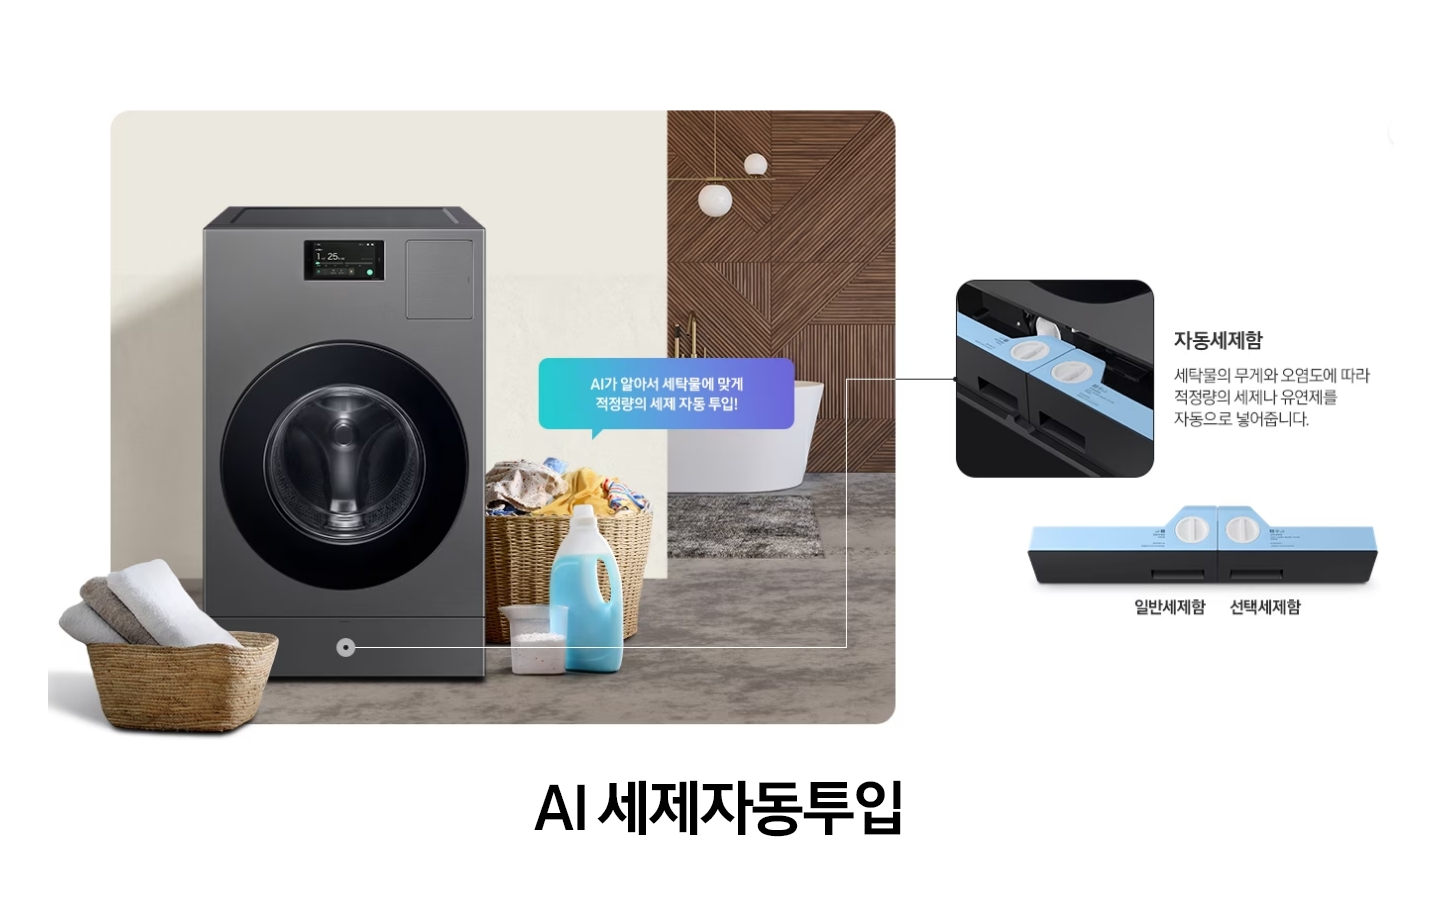 AI가 알아서 세탁물에 맞게
적정량의 세제 자동 투입!
자동세제함
세탁물의 무게와 오염도에 따라
적정량의 세제나 유연제를
자동으로 넣어줍니다.
일반세제함
선택세제함
AI 세제자동투입